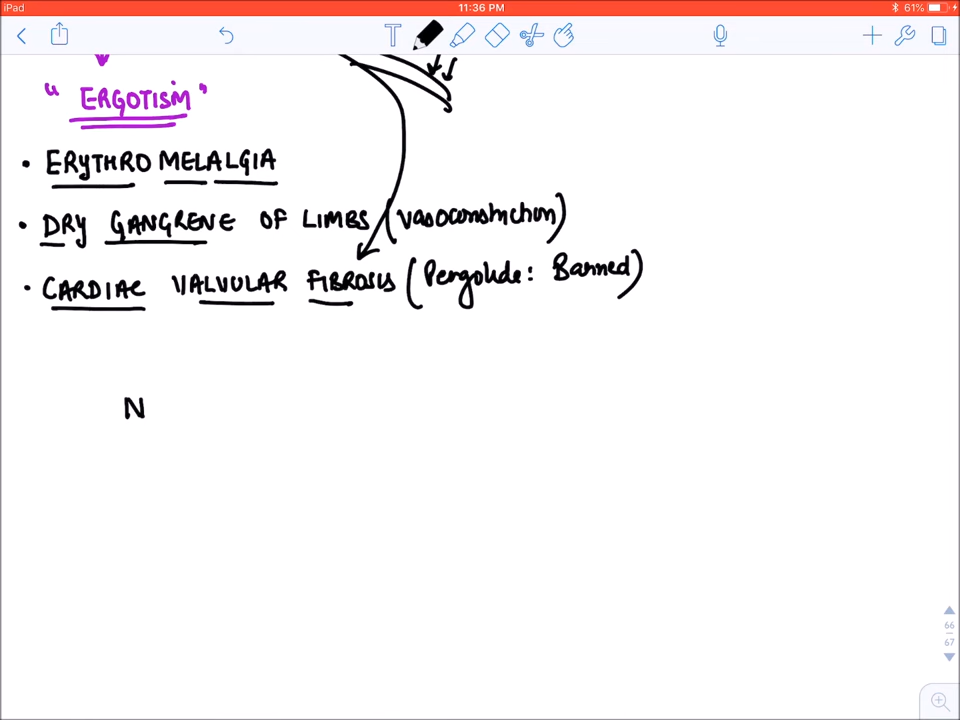 iPad
11:36 PM
61%
T
" ERGOTISM "
• ERYTHRO MELALGIA
• DRY GANGRENE OF LIMBS (Vasoconstriction)
• CARDIAC VALVULAR FIBROSIS (Pergolide: Banned)
N
66
67